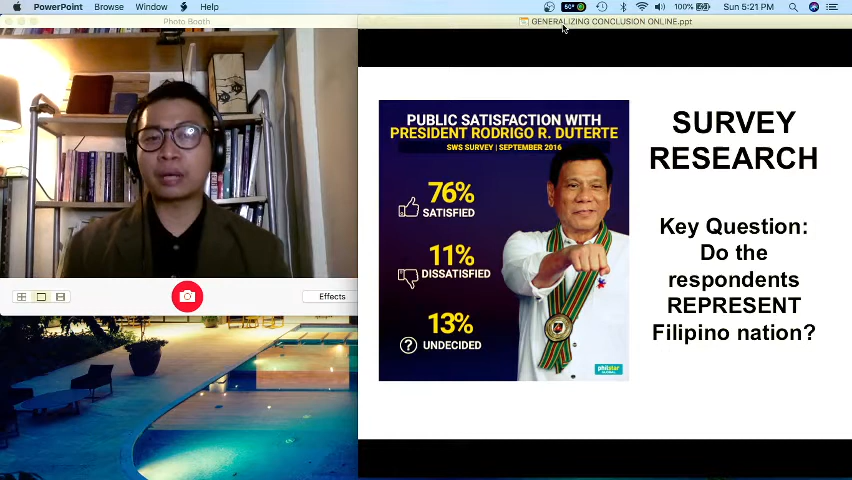 PowerPoint Browse Window Help
50°
100%
Sun 5:21 PM
Photo Booth
GENERALIZING CONCLUSION ONLINE.ppt
Effects
PUBLIC SATISFACTION WITH
PRESIDENT RODRIGO R. DUTERTE
SWS SURVEY | SEPTEMBER 2016
76%
SATISFIED
11%
DISSATISFIED
13%
UNDECIDED
philstar
GLOBAL
SURVEY
RESEARCH
Key Question:
Do the
respondents
REPRESENT
Filipino nation?